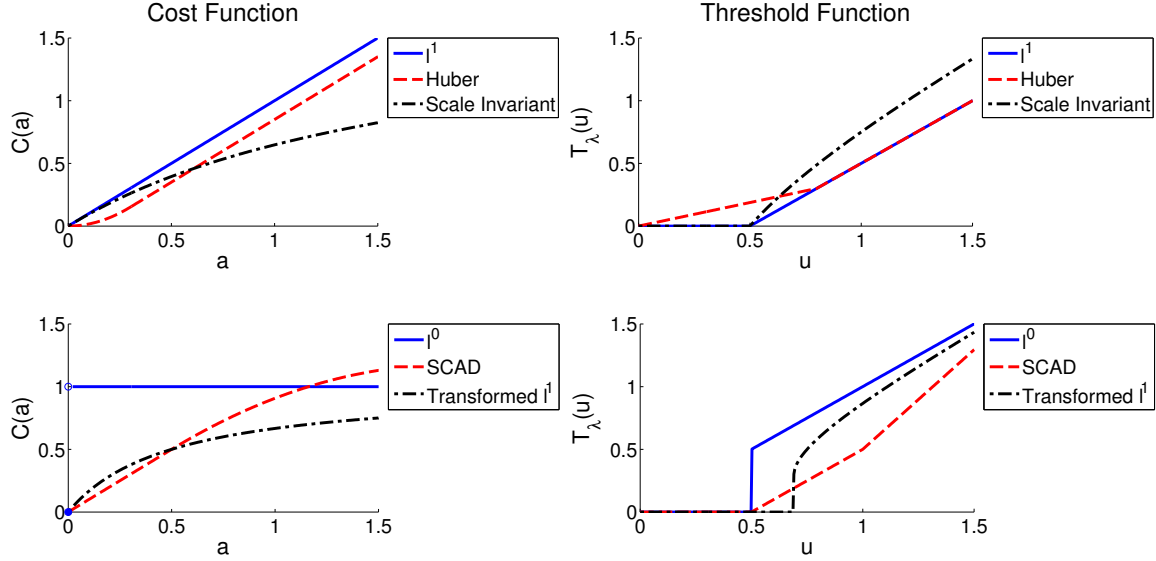 Cost Function
1.5
1
0.5
0
0
0.5
1
1.5
C(a)
a
l¹
Huber
Scale Invariant
Threshold Function
1.5
1
0.5
0
0
0.5
1
1.5
T_λ(u)
u
l¹
Huber
Scale Invariant
1.5
1
0.5
0
0
0.5
1
1.5
C(a)
a
l⁰
SCAD
Transformed l¹
1.5
1
0.5
0
0
0.5
1
1.5
T_λ(u)
u
l⁰
SCAD
Transformed l¹